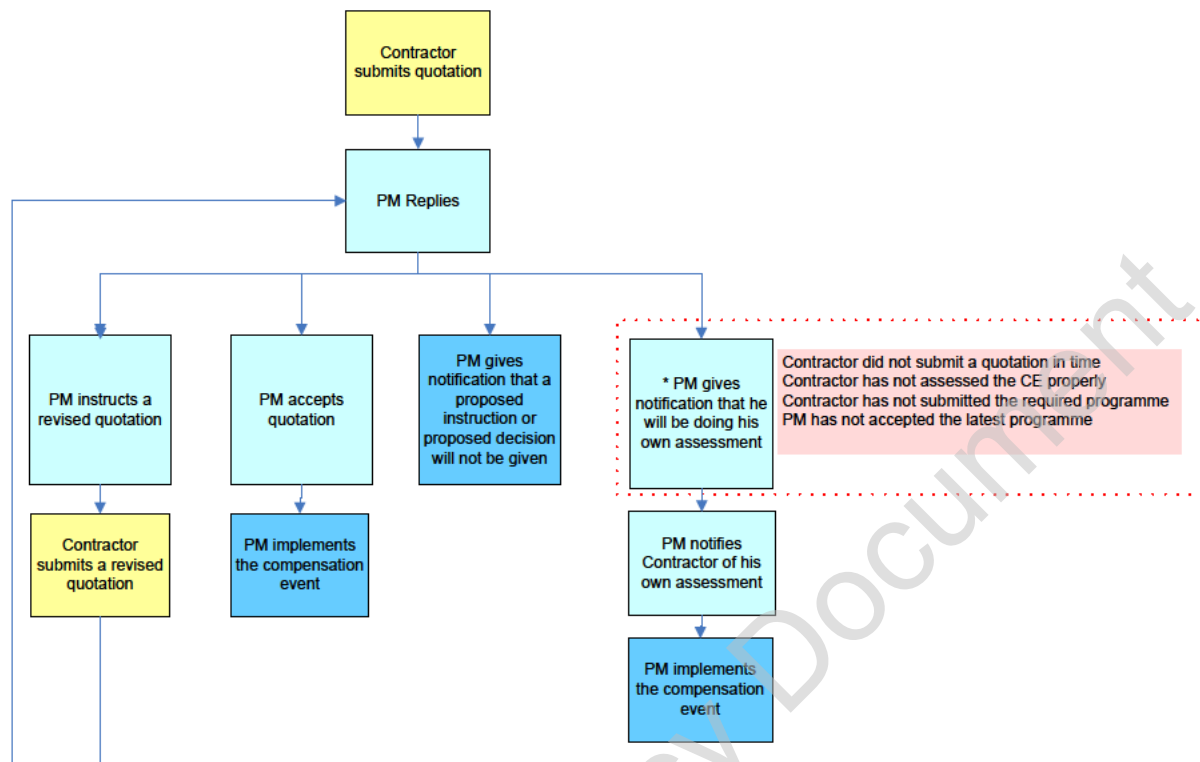 Contractor
submits quotation
PM Replies
PM instructs a
revised quotation
PM accepts
quotation
PM gives
notification that a
proposed
instruction or
proposed decision
will not be given
* PM gives
notification that he
will be doing his
own assessment
Contractor did not submit a quotation in time
Contractor has not assessed the CE properly
Contractor has not submitted the required programme
PM has not accepted the latest programme
Contractor
submits a revised
quotation
PM implements
the compensation
event
PM notifies
Contractor of his
own assessment
PM implements
the compensation
event
Document